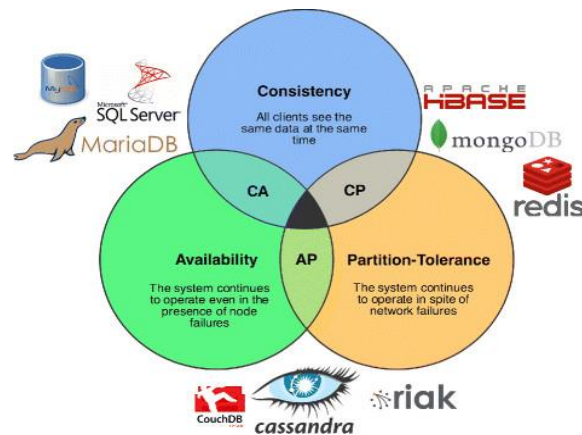 MySQL
Microsoft
SQL Server
MariaDB
Consistency
All clients see the
same data at the same
time
APACHE
HBASE
mongoDB
redis
CA
CP
AP
Availability
The system continues
to operate even in the
presence of node
failures
Partition-Tolerance
The system continues
to operate in spite of
network failures
CouchDB
cassandra
riak